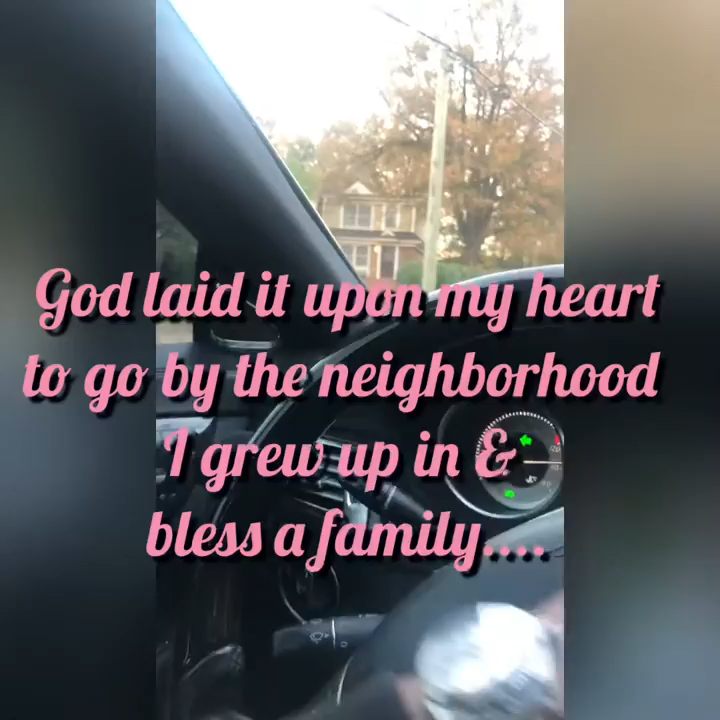 God laid it upon my heart
to go by the neighborhood
I grew up in &
bless a family....